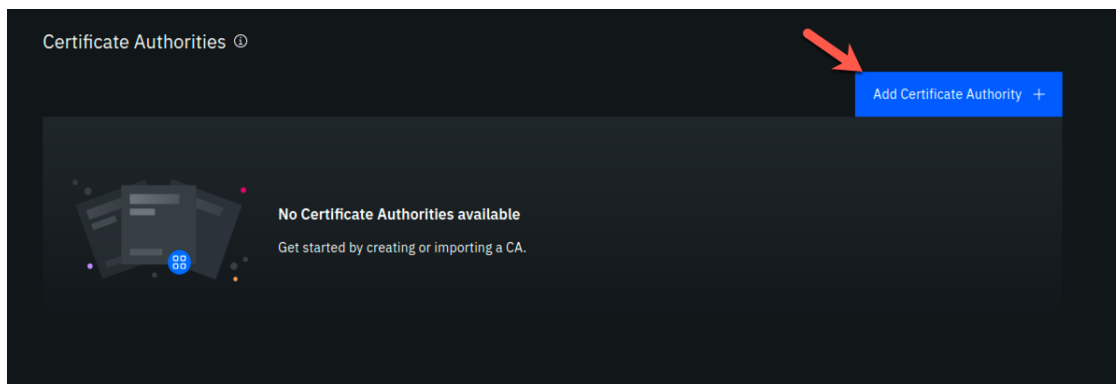 Certificate Authorities
Add Certificate Authority +
No Certificate Authorities available
Get started by creating or importing a CA.